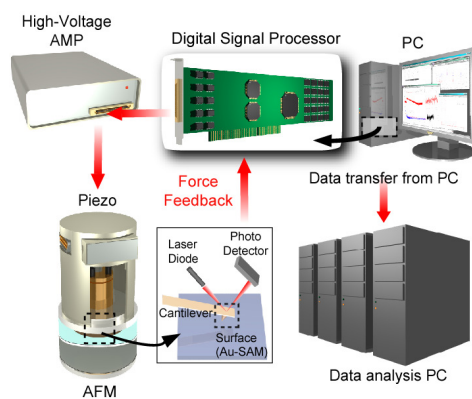 High-Voltage
AMP
Digital Signal Processor
PC
Force
Feedback
Data transfer from PC
Piezo
Laser
Diode
Photo
Detector
Cantilever
Surface
(Au-SAM)
AFM
Data analysis PC